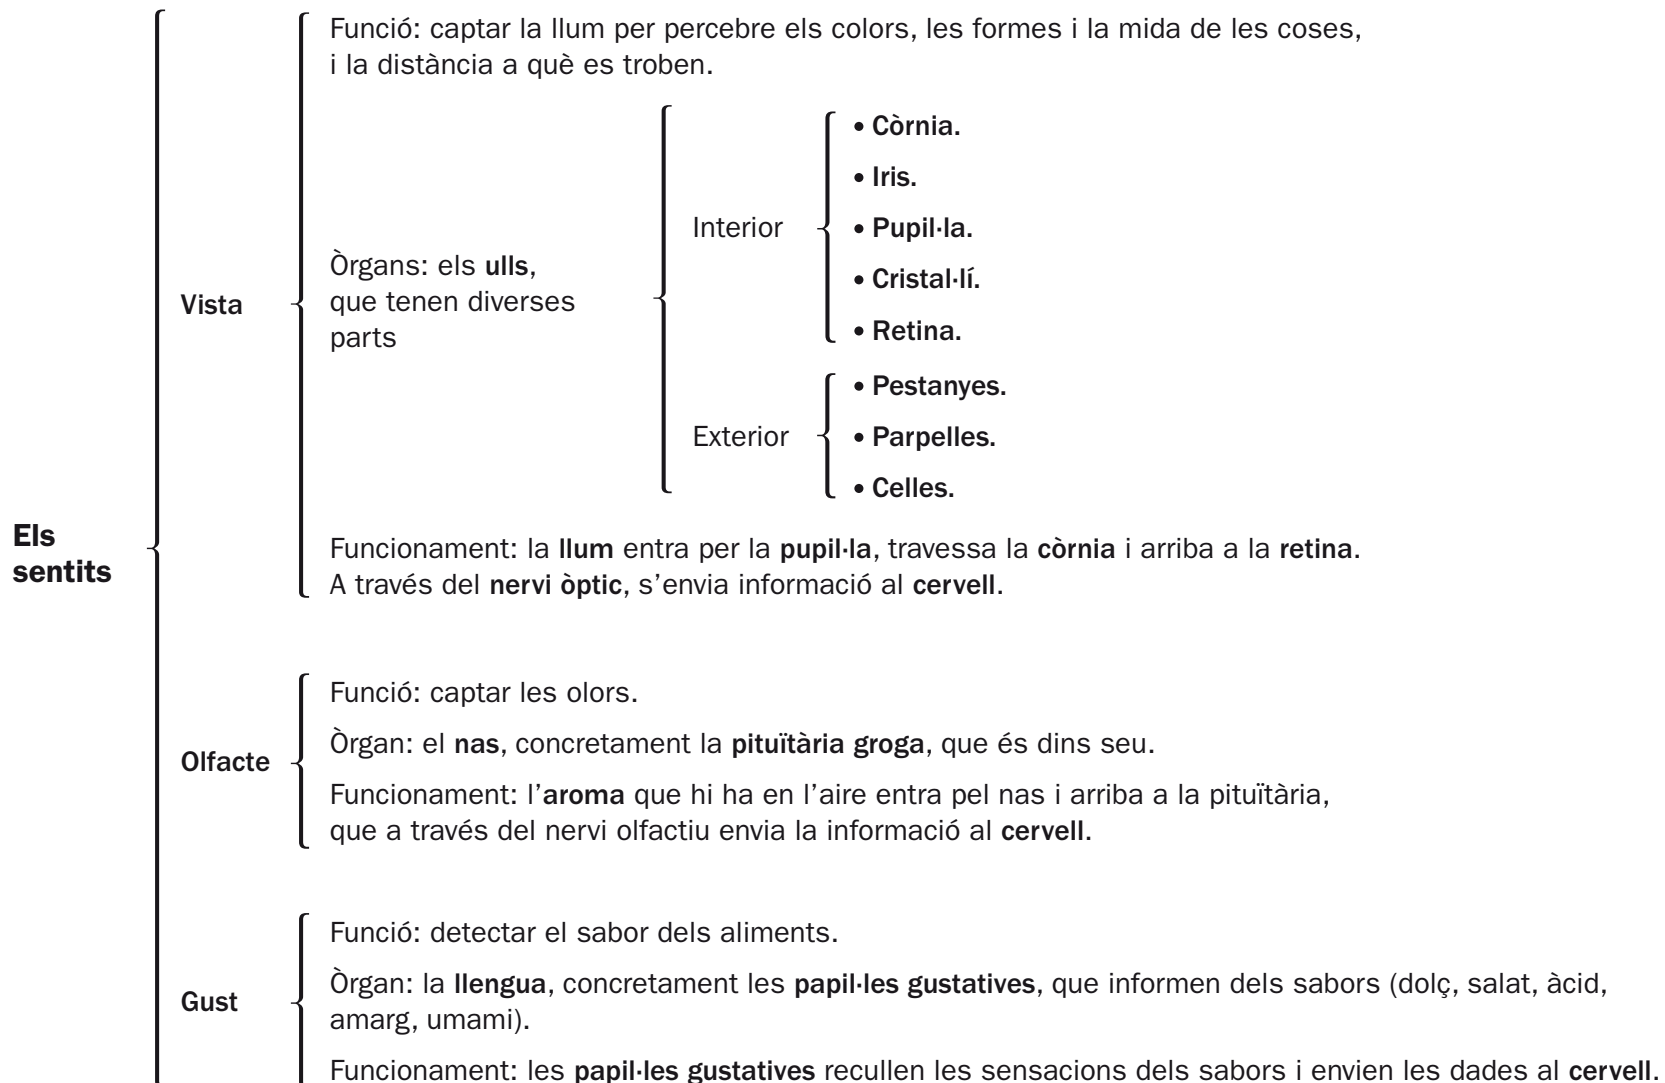 Els
sentits
Vista
Funció: captar la llum per percebre els colors, les formes i la mida de les coses,
i la distància a què es troben.
Òrgans: els ulls,
que tenen diverses
parts
Interior
• Còrnia.
• Iris.
• Pupil·la.
• Cristal·lí.
• Retina.
Exterior
• Pestanyes.
• Parpelles.
• Celles.
Funcionament: la llum entra per la pupil·la, travessa la còrnia i arriba a la retina.
A través del nervi òptic, s’envia informació al cervell.
Olfacte
Funció: captar les olors.
Òrgan: el nas, concretament la pituïtària groga, que és dins seu.
Funcionament: l’aroma que hi ha en l’aire entra pel nas i arriba a la pituïtària,
que a través del nervi olfactiu envia la informació al cervell.
Gust
Funció: detectar el sabor dels aliments.
Òrgan: la llengua, concretament les papil·les gustatives, que informen dels sabors (dolç, salat, àcid,
amarg, umami).
Funcionament: les papil·les gustatives recullen les sensacions dels sabors i envien les dades al cervell.